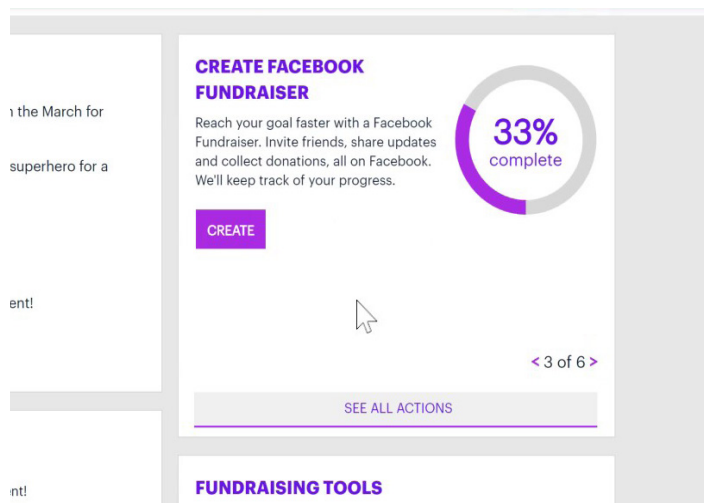 n the March for
superhero for a
ent!
CREATE FACEBOOK
FUNDRAISER
Reach your goal faster with a Facebook
Fundraiser. Invite friends, share updates
and collect donations, all on Facebook.
We'll keep track of your progress.
CREATE
33%
complete
< 3 of 6 >
SEE ALL ACTIONS
nt!
FUNDRAISING TOOLS